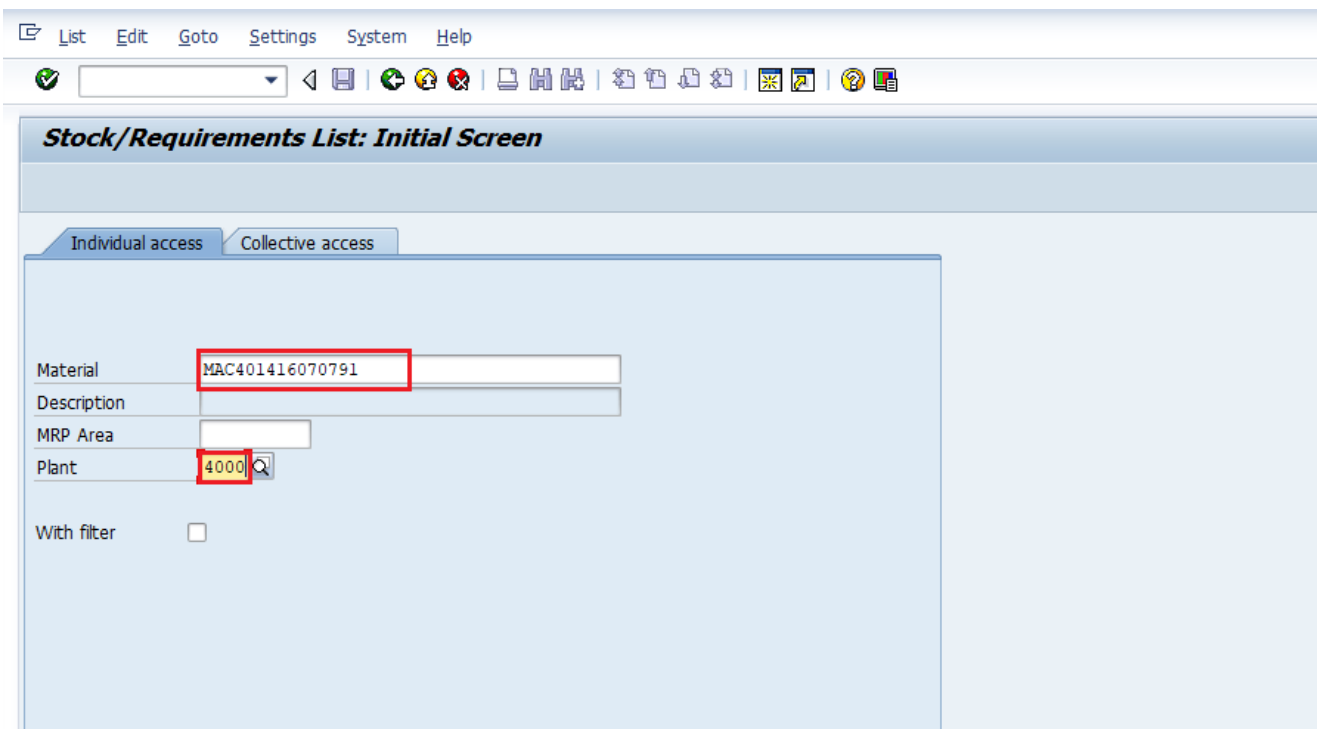 List Edit Goto Settings System Help
Stock/Requirements List: Initial Screen
Individual access Collective access
Material MAC401416070791
Description
MRP Area
Plant 4000
With filter